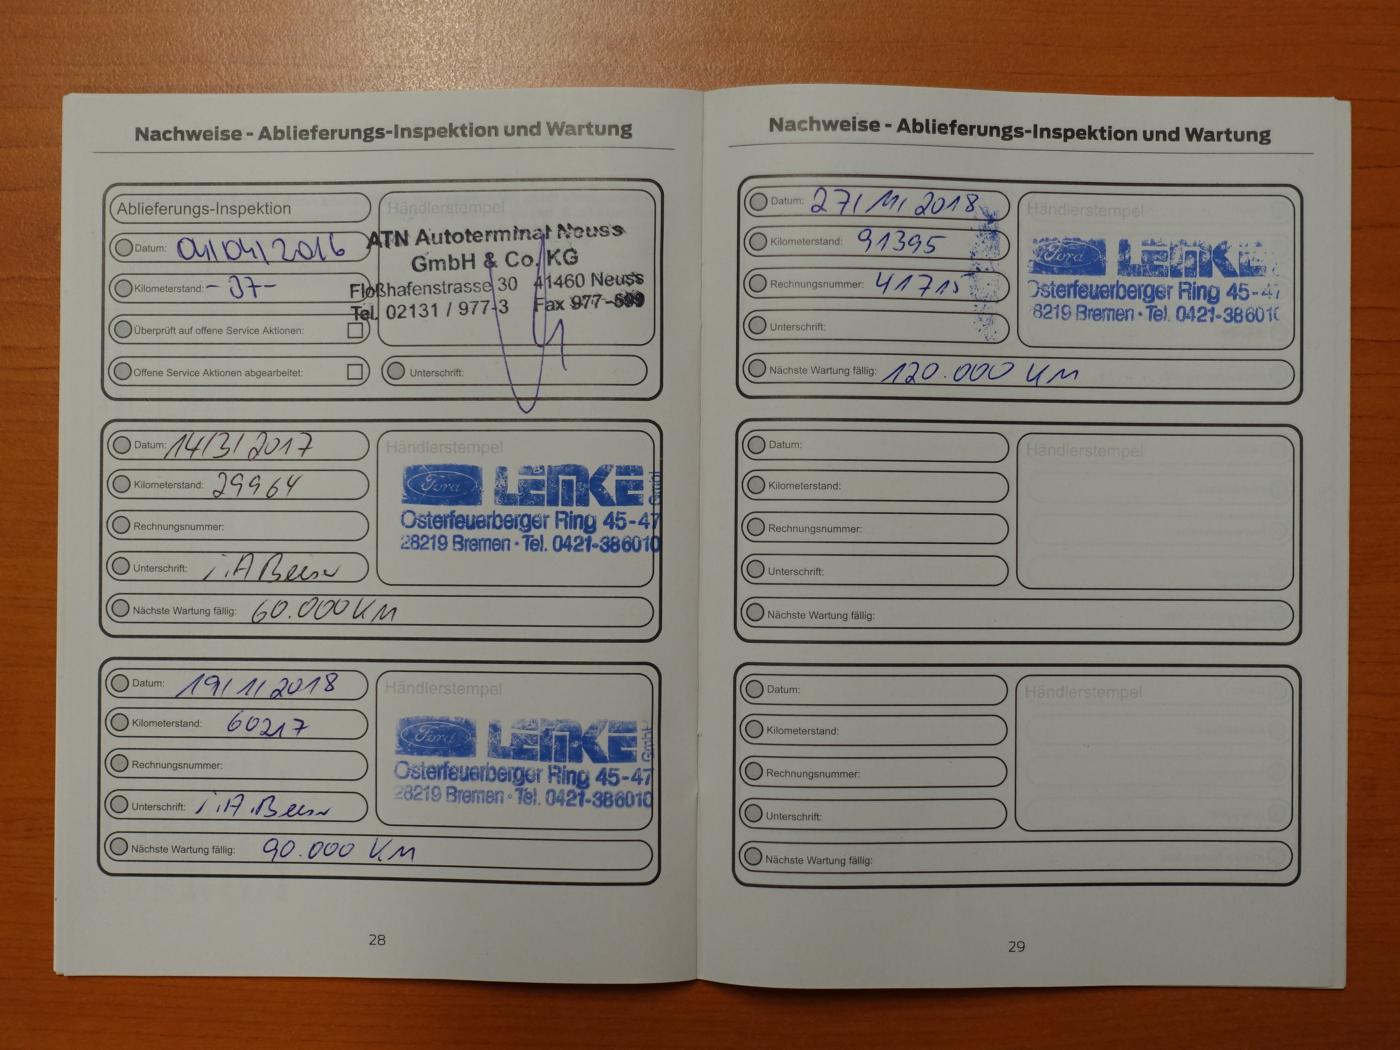 Nachweise - Ablieferungs-Inspektion und Wartung
Ablieferungs-Inspektion
Händlerstempel
Datum: 01/04/2016
Kilometerstand: - 37 -
Überprüft auf offene Service Aktionen:
Offene Service Aktionen abgearbeitet:
ATN Autoterminal Neuss
GmbH & Co. KG
Floßhafenstrasse 30 41460 Neuss
Tel. 02131 / 977-3 Fax 977-599
Unterschrift:
Datum: 14/3/2017
Kilometerstand: 29964
Rechnungsnummer:
Unterschrift: i.A
Nächste Wartung fällig: 60.000 KM
Händlerstempel
Ford LEMKE GmbH
Osterfeuerberger Ring 45-47
28219 Bremen · Tel. 0421-386010
Datum: 19/1/2018
Kilometerstand: 60217
Rechnungsnummer:
Unterschrift: i.A.
Nächste Wartung fällig: 90.000 KM
Händlerstempel
Ford LEMKE GmbH
Osterfeuerberger Ring 45-47
28219 Bremen · Tel. 0421-386010
28
Nachweise - Ablieferungs-Inspektion und Wartung
Datum: 27/11/2018
Kilometerstand: 91395
Rechnungsnummer: 41715
Unterschrift:
Nächste Wartung fällig: 120.000 KM
Händlerstempel
Ford LEMKE
Osterfeuerberger Ring 45-47
8219 Bremen · Tel. 0421-38601
Datum:
Kilometerstand:
Rechnungsnummer:
Unterschrift:
Nächste Wartung fällig:
Händlerstempel
Datum:
Kilometerstand:
Rechnungsnummer:
Unterschrift:
Nächste Wartung fällig:
Händlerstempel
29